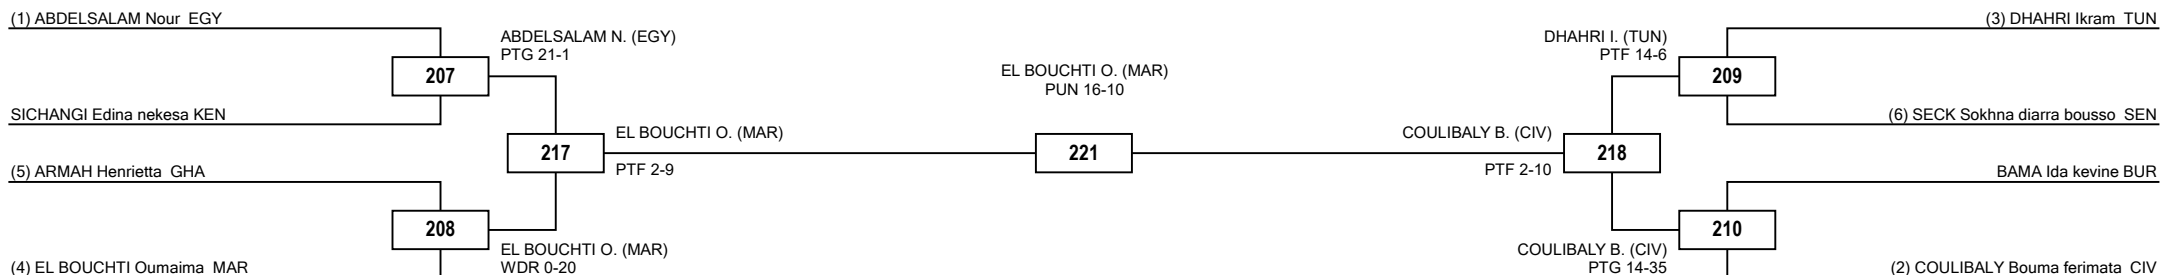 (1) ABDELSALAM Nour EGY
ABDELSALAM N. (EGY)
PTG 21-1
207
SICHANGI Edina nekesa KEN
EL BOUCHTI O. (MAR)
217
PTF 2-9
(5) ARMAH Henrietta GHA
208
EL BOUCHTI O. (MAR)
WDR 0-20
(4) EL BOUCHTI Oumaima MAR
EL BOUCHTI O. (MAR)
PUN 16-10
221
(3) DHAHRI Ikram TUN
DHAHRI I. (TUN)
PTF 14-6
209
(6) SECK Sokhna diarra bousso SEN
COULIBALY B. (CIV)
218
PTF 2-10
BAMA Ida kevine BUR
210
COULIBALY B. (CIV)
PTG 14-35
(2) COULIBALY Bouma ferimata CIV